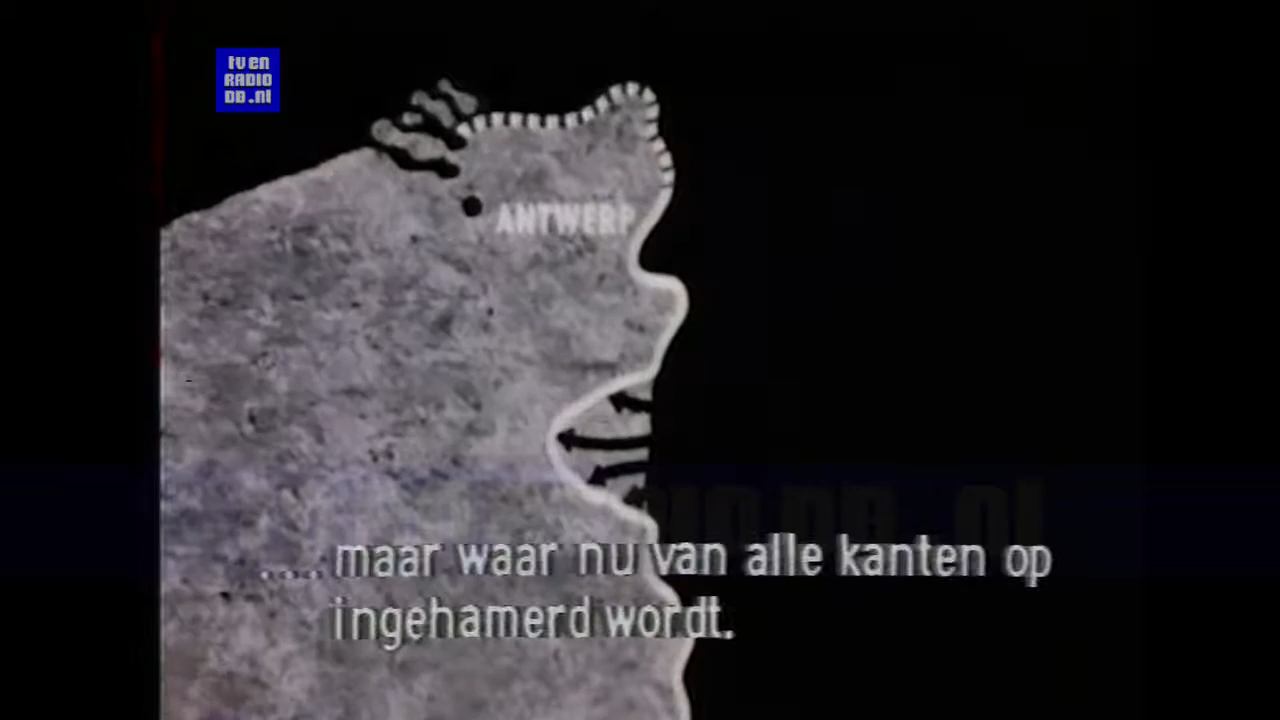 tv en
RADIO
DB.nl
ANTWERP
... maar waar nu van alle kanten op
ingehamerd wordt.